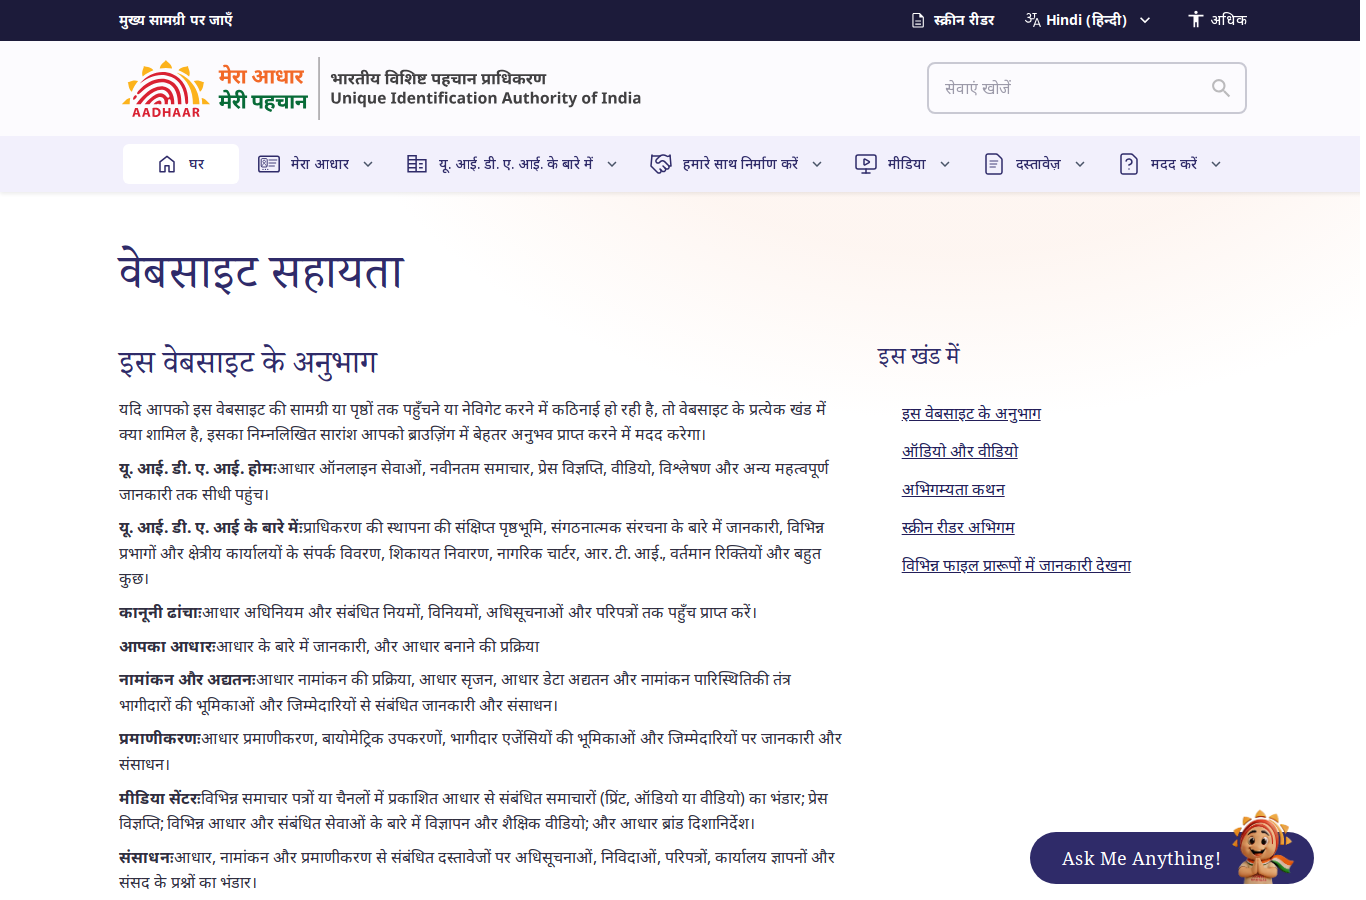 मुख्य सामग्री पर जाएँ
स्क्रीन रीडर
Hindi (हिन्दी)
अधिक
AADHAAR
मेरा आधार
मेरी पहचान
भारतीय विशिष्ट पहचान प्राधिकरण
Unique Identification Authority of India
सेवाएं खोजें
घर
मेरा आधार
यू. आई. डी. ए. आई. के बारे में
हमारे साथ निर्माण करें
मीडिया
दस्तावेज़
मदद करें
वेबसाइट सहायता
इस वेबसाइट के अनुभाग
यदि आपको इस वेबसाइट की सामग्री या पृष्ठों तक पहुँचने या नेविगेट करने में कठिनाई हो रही है, तो वेबसाइट के प्रत्येक खंड में
क्या शामिल है, इसका निम्नलिखित सारांश आपको ब्राउज़िंग में बेहतर अनुभव प्राप्त करने में मदद करेगा।
यू. आई. डी. ए. आई. होमःआधार ऑनलाइन सेवाओं, नवीनतम समाचार, प्रेस विज्ञप्ति, वीडियो, विश्लेषण और अन्य महत्वपूर्ण
जानकारी तक सीधी पहुंच।
यू. आई. डी. ए. आई के बारे मेंःप्राधिकरण की स्थापना की संक्षिप्त पृष्ठभूमि, संगठनात्मक संरचना के बारे में जानकारी, विभिन्न
प्रभागों और क्षेत्रीय कार्यालयों के संपर्क विवरण, शिकायत निवारण, नागरिक चार्टर, आर. टी. आई., वर्तमान रिक्तियों और बहुत
कुछ।
कानूनी ढांचाःआधार अधिनियम और संबंधित नियमों, विनियमों, अधिसूचनाओं और परिपत्रों तक पहुँच प्राप्त करें।
आपका आधारःआधार के बारे में जानकारी, और आधार बनाने की प्रक्रिया
नामांकन और अद्यतनःआधार नामांकन की प्रक्रिया, आधार सृजन, आधार डेटा अद्यतन और नामांकन पारिस्थितिकी तंत्र
भागीदारों की भूमिकाओं और जिम्मेदारियों से संबंधित जानकारी और संसाधन।
प्रमाणीकरणःआधार प्रमाणीकरण, बायोमेट्रिक उपकरणों, भागीदार एजेंसियों की भूमिकाओं और जिम्मेदारियों पर जानकारी और
संसाधन।
मीडिया सेंटरःविभिन्न समाचार पत्रों या चैनलों में प्रकाशित आधार से संबंधित समाचारों (प्रिंट, ऑडियो या वीडियो) का भंडार; प्रेस
विज्ञप्ति; विभिन्न आधार और संबंधित सेवाओं के बारे में विज्ञापन और शैक्षिक वीडियो; और आधार ब्रांड दिशानिर्देश।
संसाधनःआधार, नामांकन और प्रमाणीकरण से संबंधित दस्तावेजों पर अधिसूचनाओं, निविदाओं, परिपत्रों, कार्यालय ज्ञापनों और
संसद के प्रश्नों का भंडार।
इस खंड में
इस वेबसाइट के अनुभाग
ऑडियो और वीडियो
अभिगम्यता कथन
स्क्रीन रीडर अभिगम
विभिन्न फाइल प्रारूपों में जानकारी देखना
Ask Me Anything!